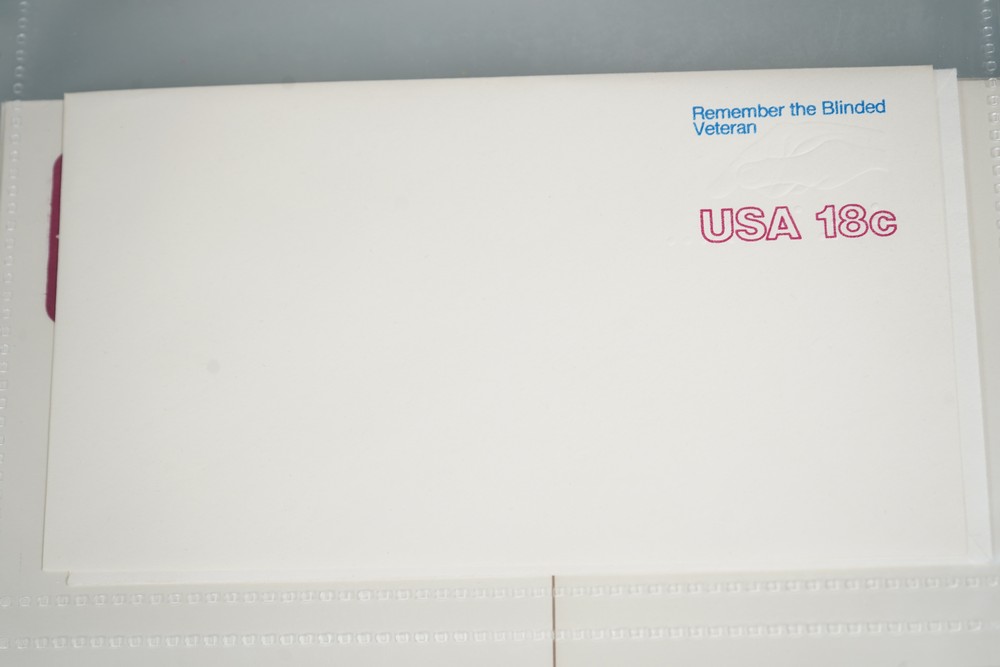 Remember the Blinded
Veteran
USA 18c